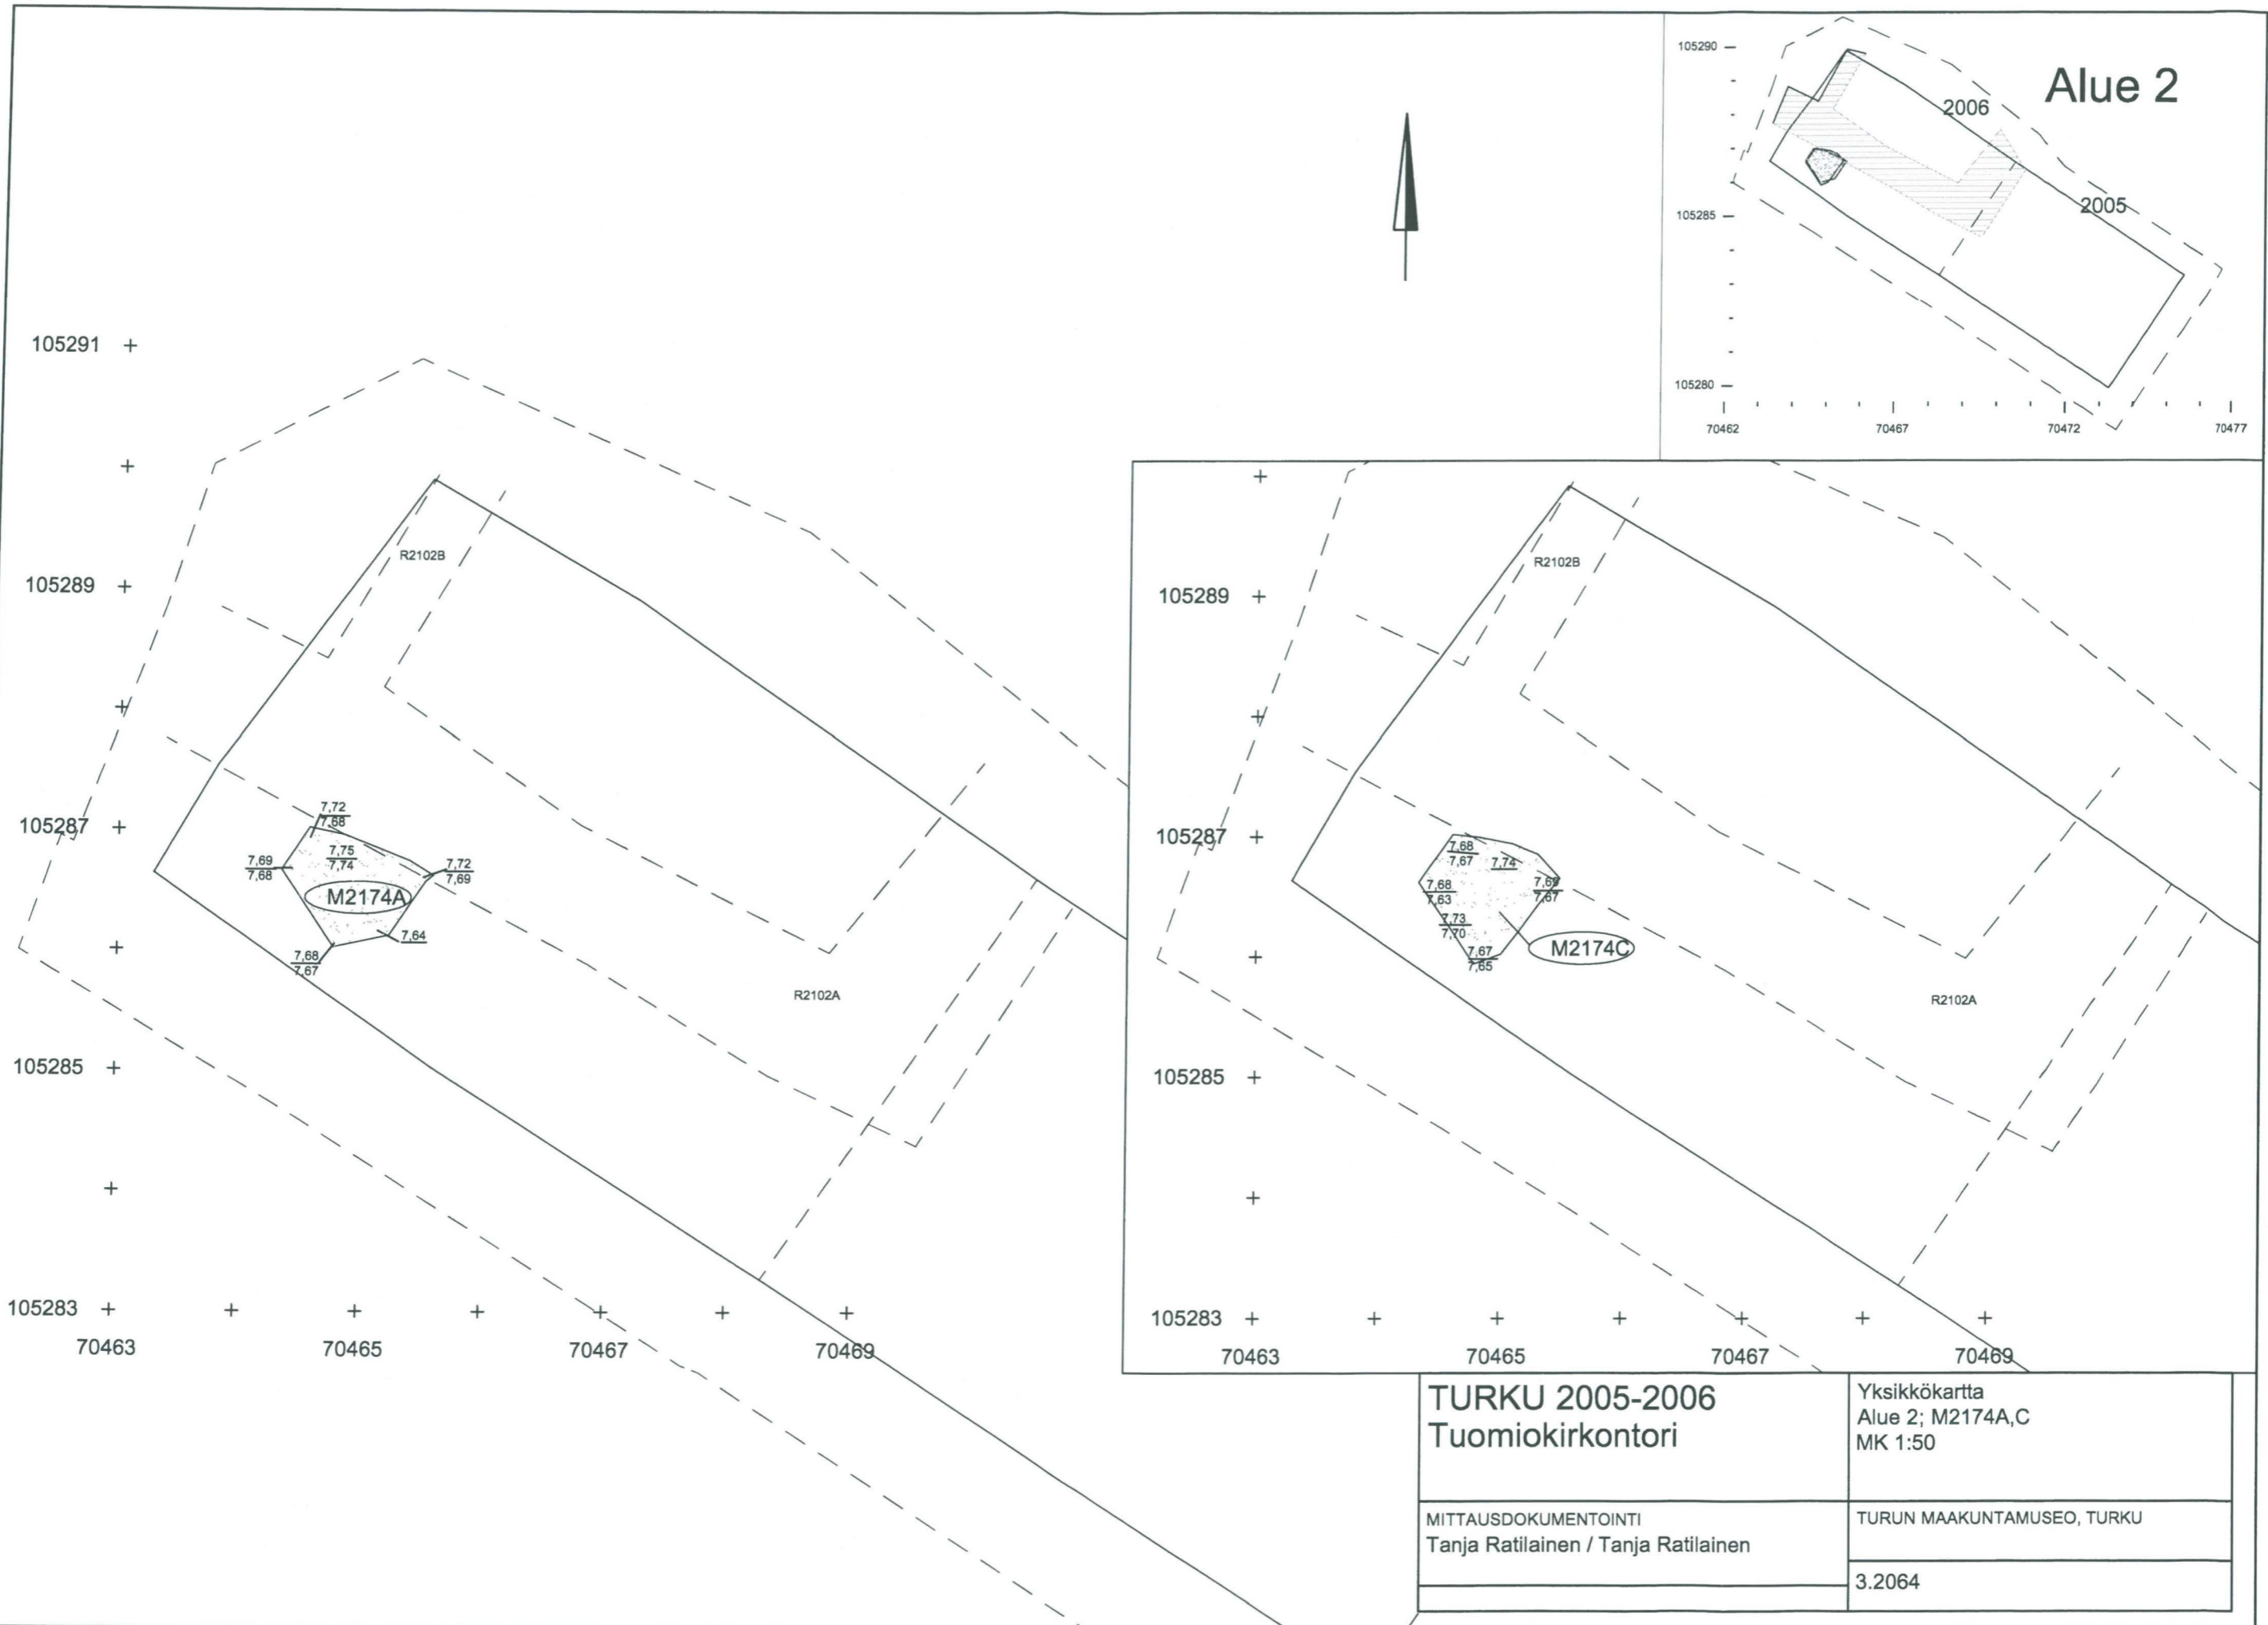 Alue 2
105290
2006
2005
105285
105280
70462 70467 70472 70477
105291
R2102B
105289
7,72
7,68
105287
7,75
7,74
7,69
7,68
7,72
7,69
M2174A
7,64
7,68
7,67
R2102A
105285
105283
70463 70465 70467 70469
R2102B
105289
105287
7,68
7,67
7,74
7,68
7,63
7,67
7,73
7,70
7,67
7,65
M2174C
R2102A
105285
105283
70463 70465 70467 70469
TURKU 2005-2006
Tuomiokirkontori
Yksikkökartta
Alue 2; M2174A,C
MK 1:50
MITTAUSDOKUMENTOINTI
Tanja Ratilainen / Tanja Ratilainen
TURUN MAAKUNTAMUSEO, TURKU
3.2064